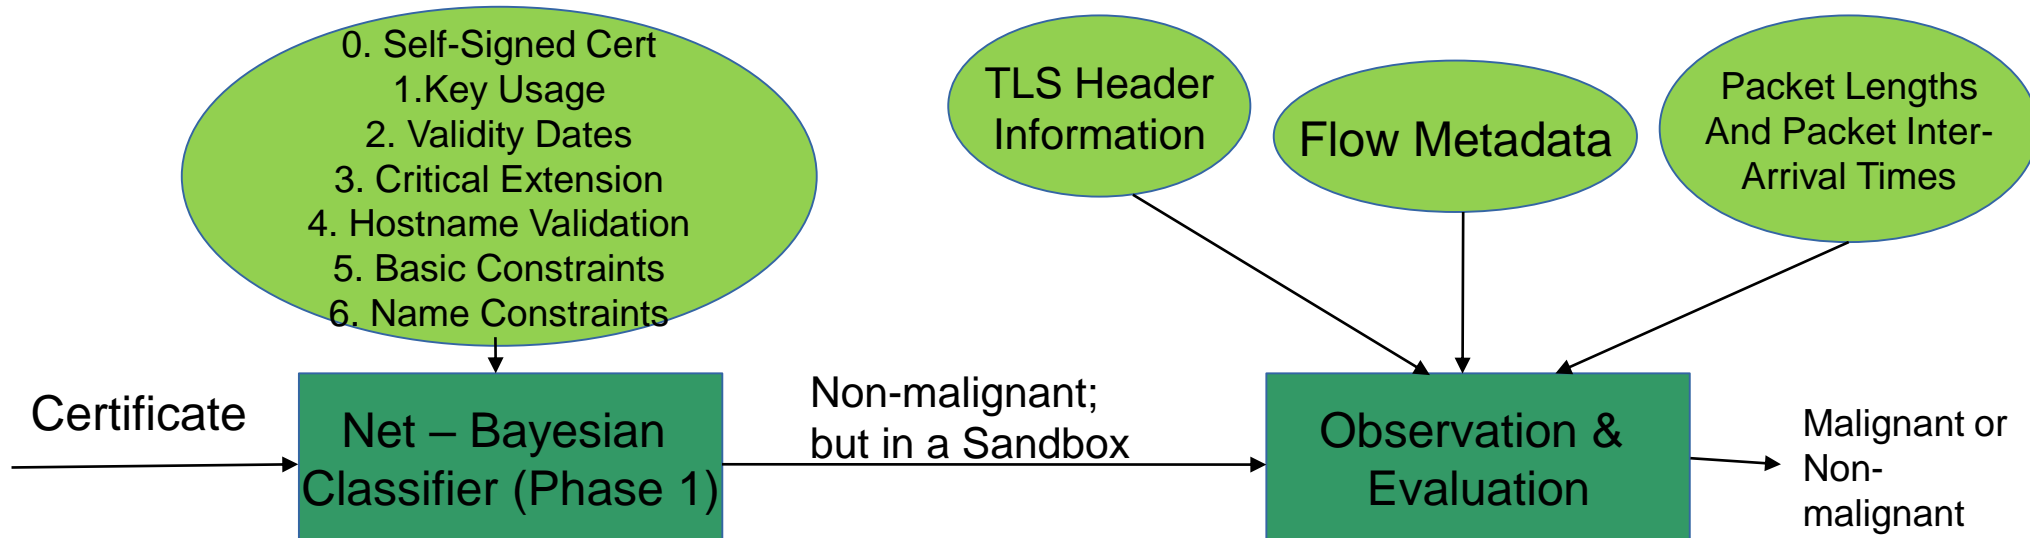 0. Self-Signed Cert
1.Key Usage
2. Validity Dates
3. Critical Extension
4. Hostname Validation
5. Basic Constraints
6. Name Constraints
TLS Header
Information
Flow Metadata
Packet Lengths
And Packet Inter-
Arrival Times
Certificate
Net – Bayesian
Classifier (Phase 1)
Non-malignant;
but in a Sandbox
Observation &
Evaluation
Malignant or
Non-
malignant